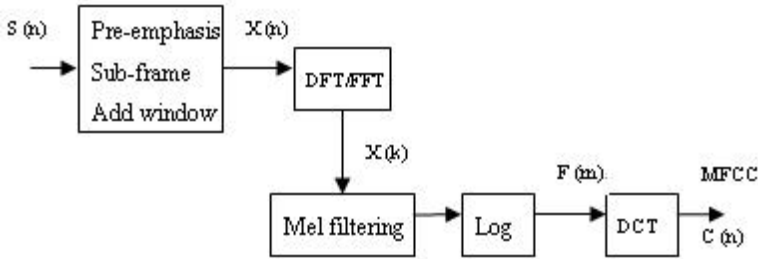 S (n)
Pre-emphasis
Sub-frame
Add window
X (n)
DFT/FFT
X (k)
Mel filtering
Log
F (m).
DCT
MFCC
C (n)